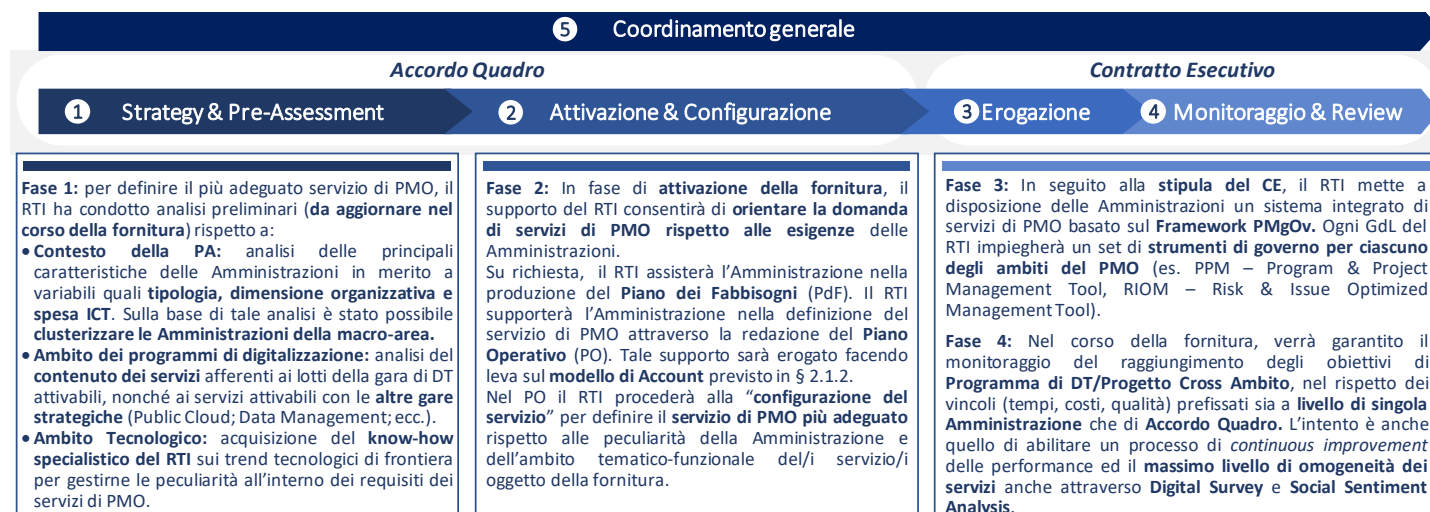 5 Coordinamento generale
Accordo Quadro
Contratto Esecutivo
1 Strategy & Pre-Assessment
2 Attivazione & Configurazione
3 Erogazione
4 Monitoraggio & Review
Fase 1: per definire il più adeguato servizio di PMO, il
RTI ha condotto analisi preliminari (da aggiornare nel
corso della fornitura) rispetto a:
• Contesto della PA: analisi delle principali
caratteristiche delle Amministrazioni in merito a
variabili quali tipologia, dimensione organizzativa e
spesa ICT. Sulla base di tale analisi è stato possibile
clusterizzare le Amministrazioni della macro-area.
• Ambito dei programmi di digitalizzazione: analisi del
contenuto dei servizi afferenti ai lotti della gara di DT
attivabili, nonché ai servizi attivabili con le altre gare
strategiche (Public Cloud; Data Management; ecc.).
• Ambito Tecnologico: acquisizione del know-how
specialistico del RTI sui trend tecnologici di frontiera
per gestirne le peculiarità all'interno dei requisiti dei
servizi di PMO.
Fase 2: In fase di attivazione della fornitura, il
supporto del RTI consentirà di orientare la domanda
di servizi di PMO rispetto alle esigenze delle
Amministrazioni.
Su richiesta, il RTI assisterà l'Amministrazione nella
produzione del Piano dei Fabbisogni (PdF). Il RTI
supporterà l'Amministrazione nella definizione del
servizio di PMO attraverso la redazione del Piano
Operativo (PO). Tale supporto sarà erogato facendo
leva sul modello di Account previsto in § 2.1.2.
Nel PO il RTI procederà alla "configurazione del
servizio" per definire il servizio di PMO più adeguato
rispetto alle peculiarità della Amministrazione e
dell'ambito tematico-funzionale del/i servizio/i
oggetto della fornitura.
Fase 3: In seguito alla stipula del CE, il RTI mette a
disposizione delle Amministrazioni un sistema integrato di
servizi di PMO basato sul Framework PMgOv. Ogni GdL del
RTI impiegherà un set di strumenti di governo per ciascuno
degli ambiti del PMO (es. PPM – Program & Project
Management Tool, RIOM – Risk & Issue Optimized
Management Tool).
Fase 4: Nel corso della fornitura, verrà garantito il
monitoraggio del raggiungimento degli obiettivi di
Programma di DT/Progetto Cross Ambito, nel rispetto dei
vincoli (tempi, costi, qualità) prefissati sia a livello di singola
Amministrazione che di Accordo Quadro. L'intento è anche
quello di abilitare un processo di continuous improvement
delle performance ed il massimo livello di omogeneità dei
servizi anche attraverso Digital Survey e Social Sentiment
Analysis.